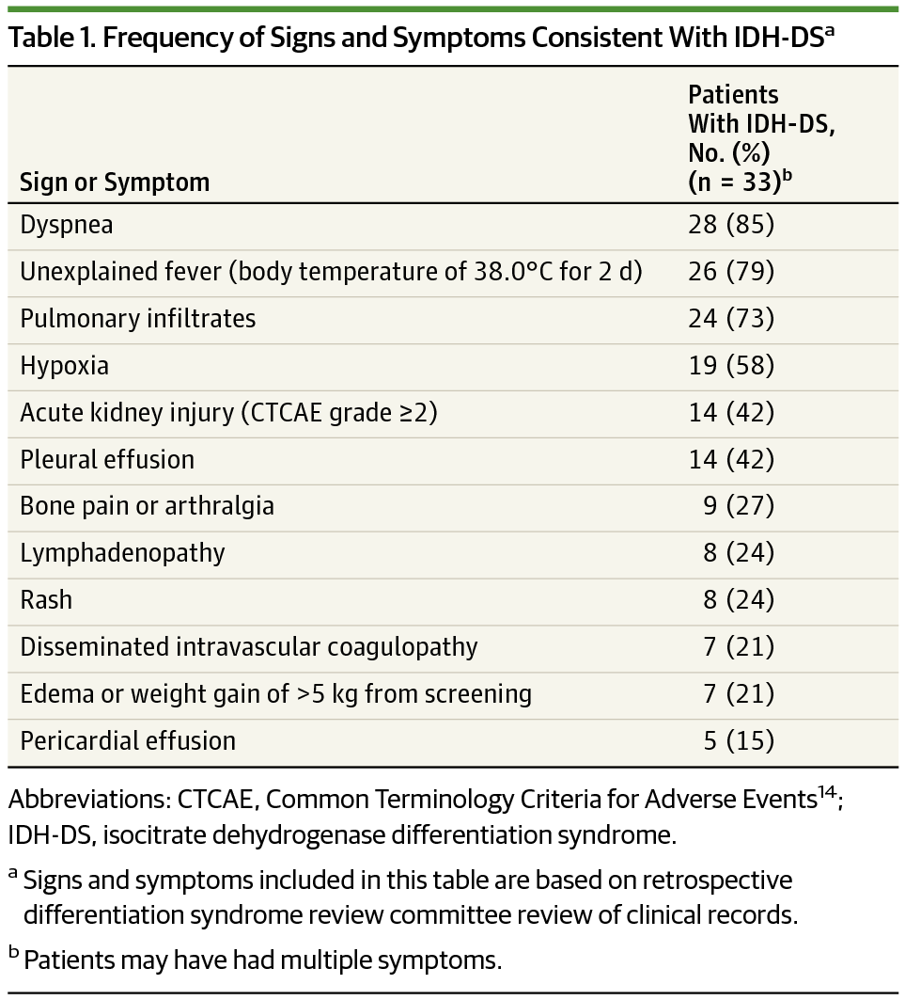 Table 1. Frequency of Signs and Symptoms Consistent With IDH-DSa
Patients
With IDH-DS,
No. (%)
Sign or Symptom (n = 33)b
Dyspnea 28 (85)
Unexplained fever (body temperature of 38.0°C for 2 d) 26 (79)
Pulmonary infiltrates 24 (73)
Hypoxia 19 (58)
Acute kidney injury (CTCAE grade ≥2) 14 (42)
Pleural effusion 14 (42)
Bone pain or arthralgia 9 (27)
Lymphadenopathy 8 (24)
Rash 8 (24)
Disseminated intravascular coagulopathy 7 (21)
Edema or weight gain of >5 kg from screening 7 (21)
Pericardial effusion 5 (15)
Abbreviations: CTCAE, Common Terminology Criteria for Adverse Events14;
IDH-DS, isocitrate dehydrogenase differentiation syndrome.
a Signs and symptoms included in this table are based on retrospective
differentiation syndrome review committee review of clinical records.
b Patients may have had multiple symptoms.